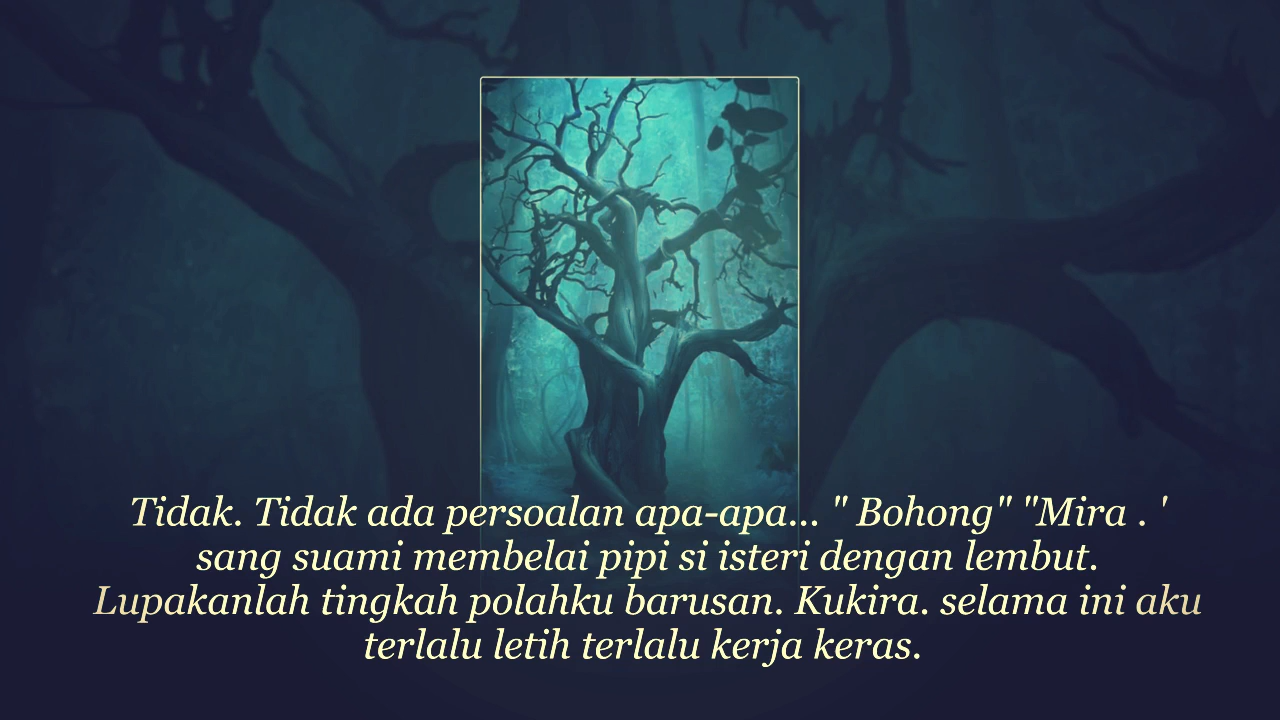 Tidak. Tidak ada persoalan apa-apa... " Bohong" "Mira . '
sang suami membelai pipi si isteri dengan lembut.
Lupakanlah tingkah polahku barusan. Kukira. selama ini aku
terlalu letih terlalu kerja keras.